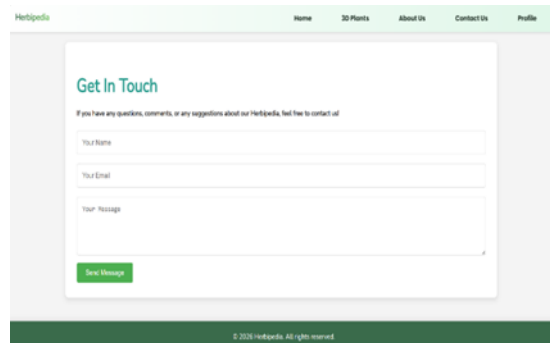 Herbipedia
Home 3D Plants About Us Contact Us Profile
Get In Touch
If you have any questions, comments, or any suggestions about our Herbipedia, feel free to contact us!
Your Name
Your Email
Your Message
Send Message
© 2026 Herbipedia. All rights reserved.